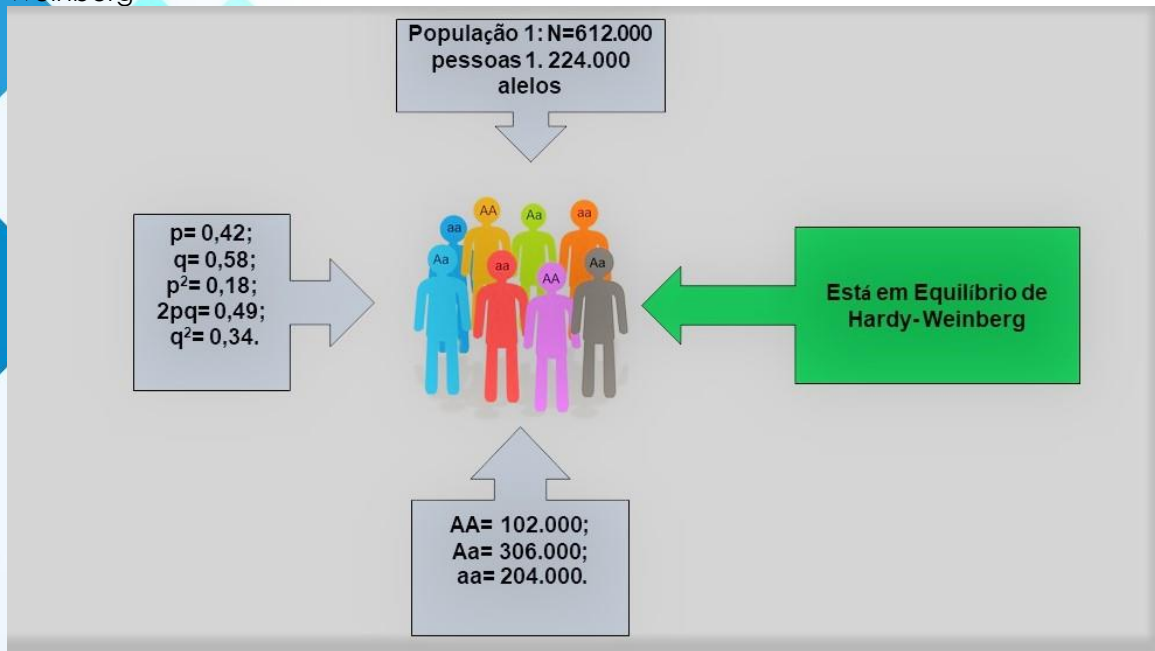 Weinberg
População 1: N=612.000
pessoas 1. 224.000
alelos
p= 0,42;
q= 0,58;
p²= 0,18;
2pq= 0,49;
q²= 0,34.
AA
Aa
aa
aa
Aa
aa
AA
Aa
Está em Equilíbrio de
Hardy-Weinberg
AA= 102.000;
Aa= 306.000;
aa= 204.000.